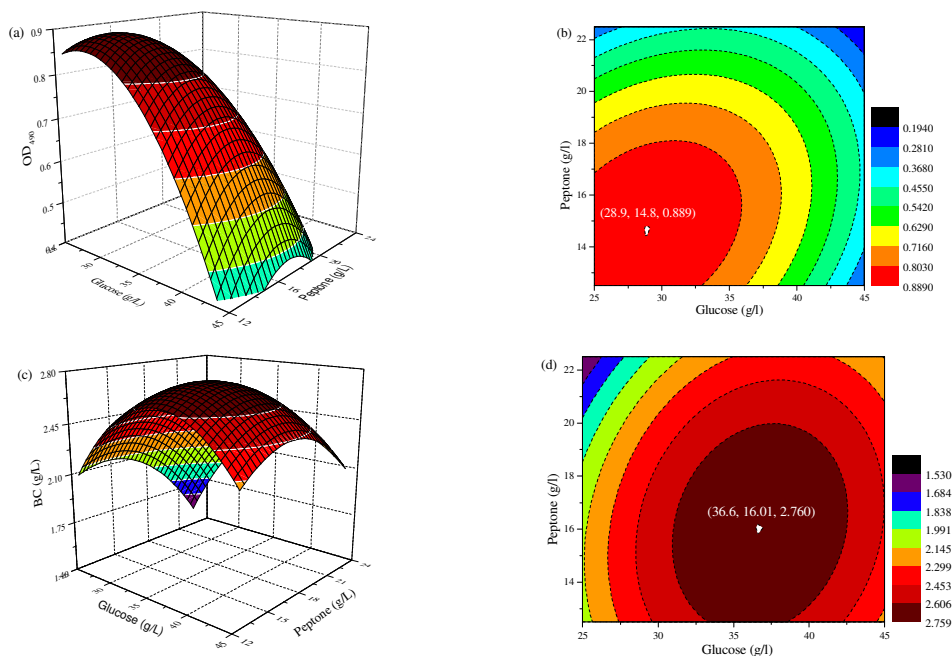 (a)
0.9
0.8
0.7
0.6
0.5
OD 490
30
35
40
45
Glucose (g/L)
12
16
24
Peptone (g/L)
(b)
22
20
18
16
14
Peptone (g/l)
(28.9, 14.8, 0.889)
25 30 35 40 45
Glucose (g/l)
0.1940
0.2810
0.3680
0.4550
0.5420
0.6290
0.7160
0.8030
0.8890
(c)
2.80
2.45
2.10
1.75
BC (g/L)
30
35
40
45
Glucose (g/L)
12
15
18
21
24
Peptone (g/L)
(d)
22
20
18
16
14
Peptone (g/l)
(36.6, 16.01, 2.760)
25 30 35 40 45
Glucose (g/l)
1.530
1.684
1.838
1.991
2.145
2.299
2.453
2.606
2.759